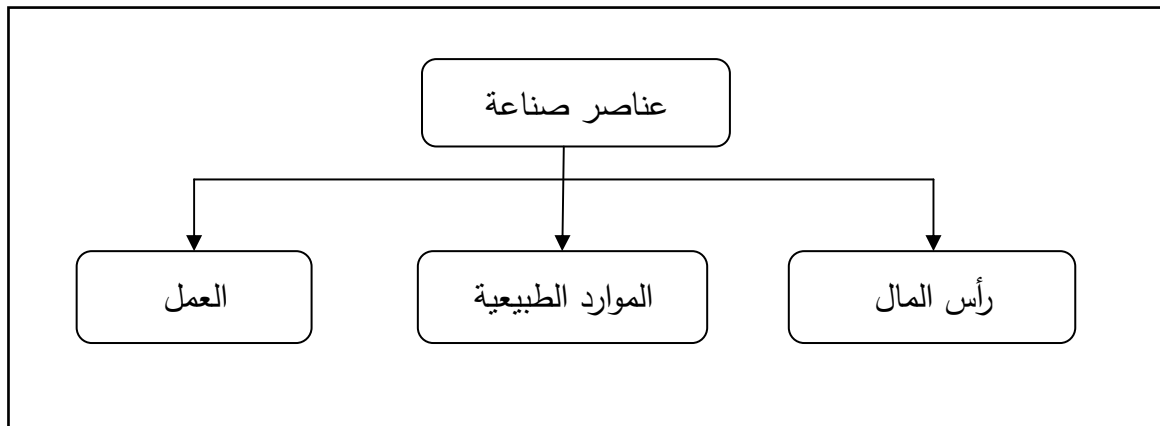 عناصر صناعة
رأس المال
الموارد الطبيعية
العمل